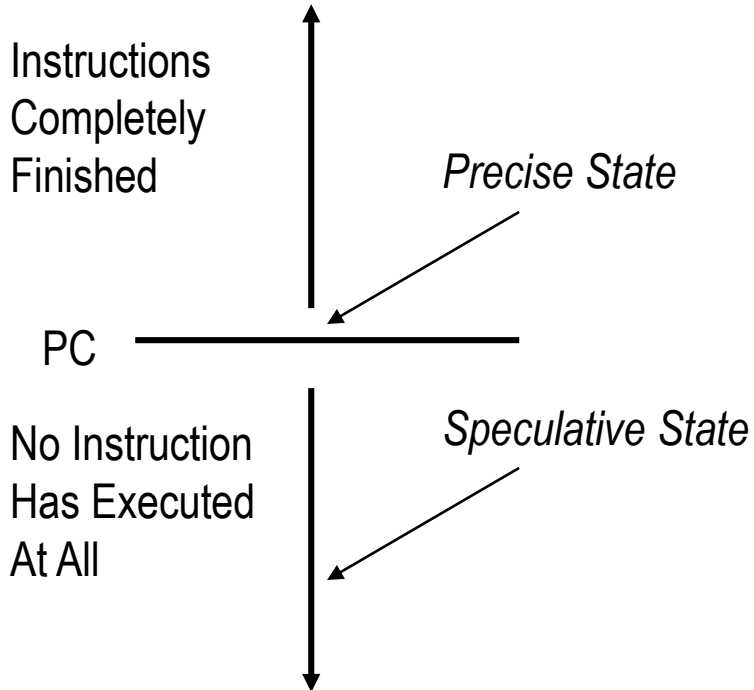 Instructions
Completely
Finished
Precise State
PC
Speculative State
No Instruction
Has Executed
At All